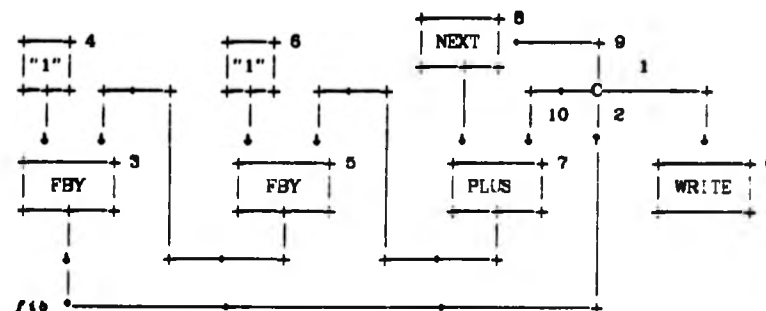 8
4 6 NEXT 9
"1" "1" 1
C
10 2
3 5 7
FBY FBY PLUS WRITE
fib